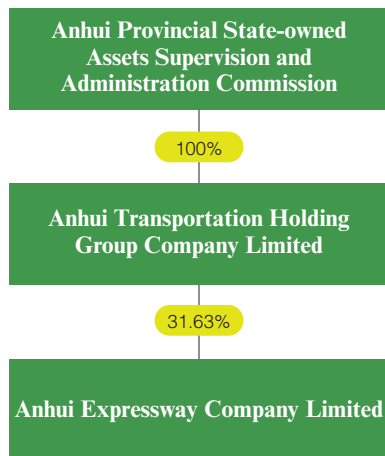 Anhui Provincial State-owned
Assets Supervision and
Administration Commission
100%
Anhui Transportation Holding
Group Company Limited
31.63%
Anhui Expressway Company Limited